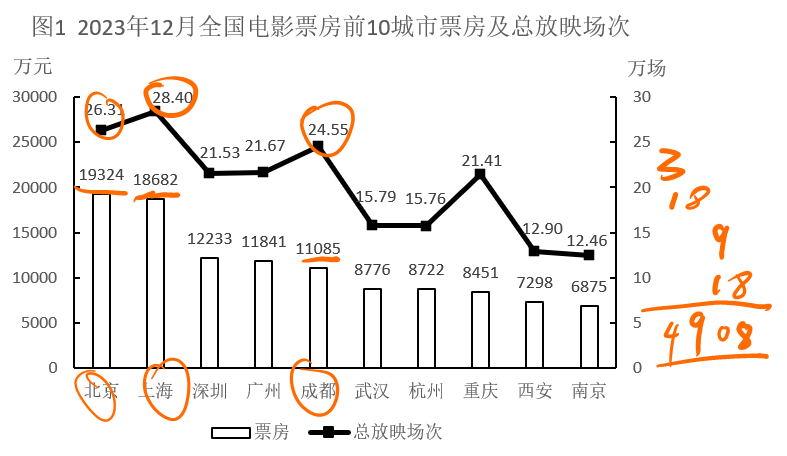 图1 2023年12月全国电影票房前10城市票房及总放映场次
万元 万场
30000 25000 20000 15000 10000 5000 0
26.31 28.40 21.53 21.67 24.55 15.79 15.76 21.41 12.90 12.46
19324 18682 12233 11841 11085 8776 8722 8451 7298 6875
30 25 20 15 10 5 0
北京 上海 深圳 广州 成都 武汉 杭州 重庆 西安 南京
票房 总放映场次
3
18
9
18
4908